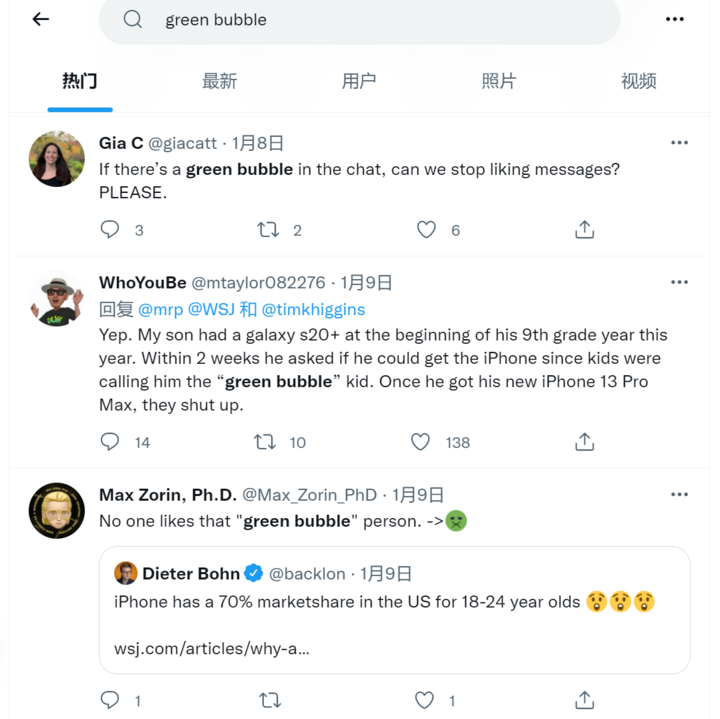 green bubble
热门 最新 用户 照片 视频
Gia C @giacatt · 1月8日
If there’s a green bubble in the chat, can we stop liking messages?
PLEASE.
3 2 6
WhoYouBe @mtaylor082276 · 1月9日
回复 @mrp @WSJ 和 @timkhiggins
Yep. My son had a galaxy s20+ at the beginning of his 9th grade year this
year. Within 2 weeks he asked if he could get the iPhone since kids were
calling him the “green bubble” kid. Once he got his new iPhone 13 Pro
Max, they shut up.
14 10 138
Max Zorin, Ph.D. @Max_Zorin_PhD · 1月9日
No one likes that "green bubble" person. ->🤢
Dieter Bohn @backlon · 1月9日
iPhone has a 70% marketshare in the US for 18-24 year olds 😲😲😲
wsj.com/articles/why-a...
1 1